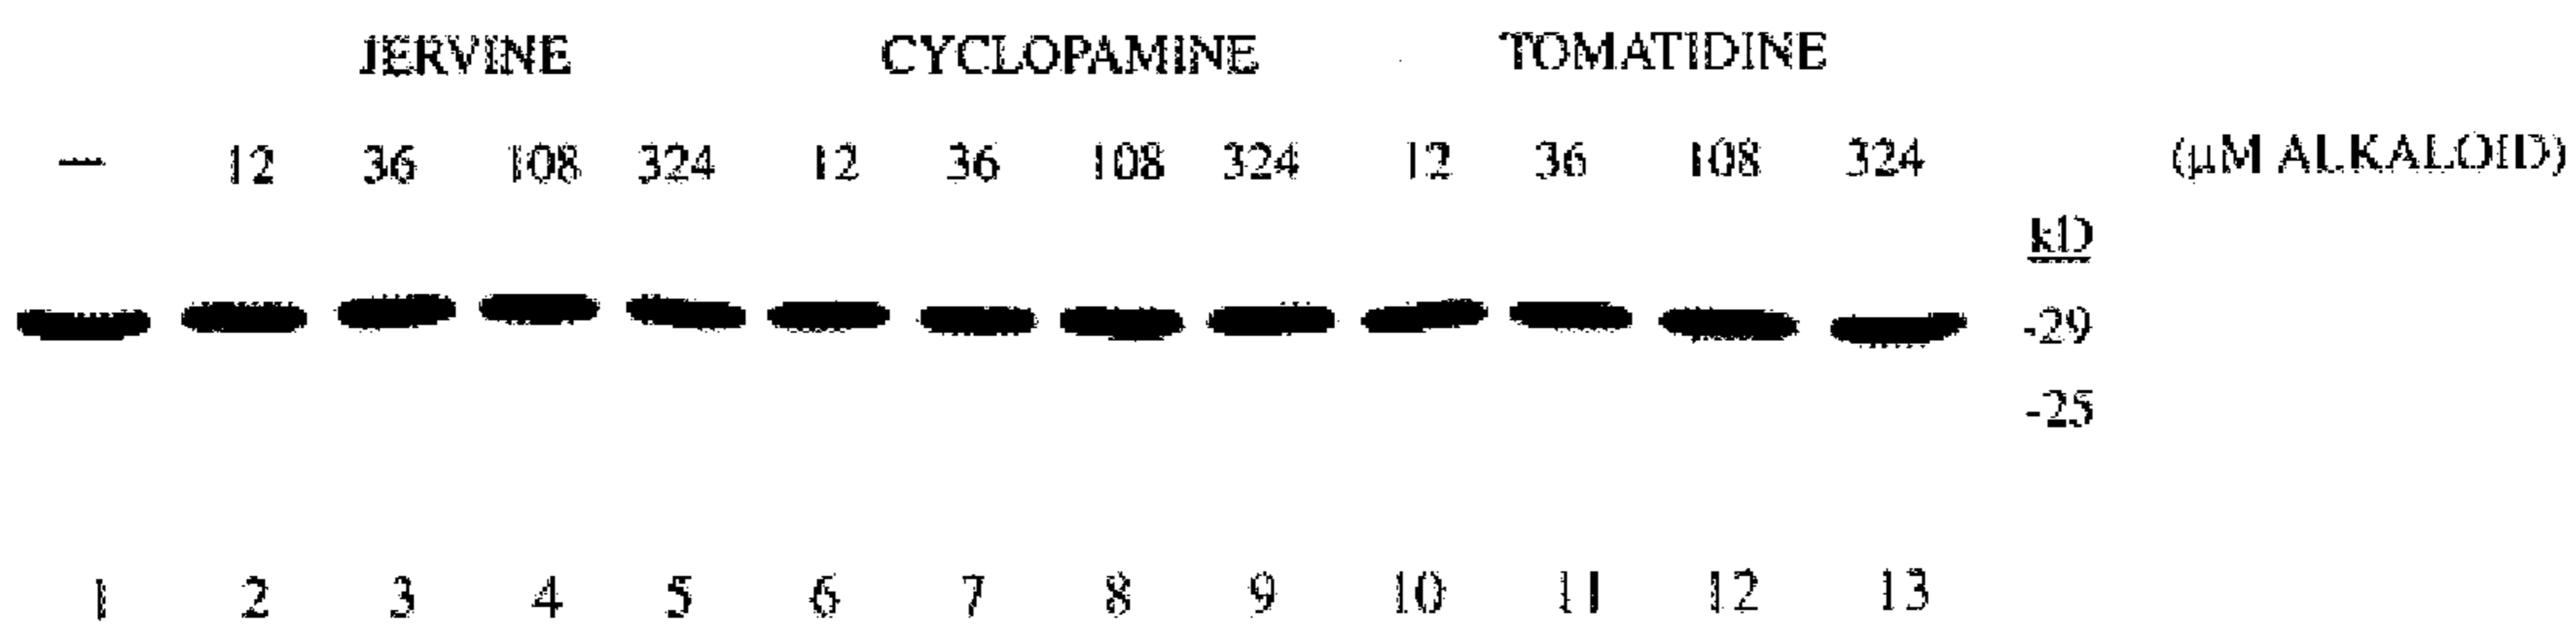 JERVINE CYCLOPAMINE TOMATIDINE
— 12 36 108 324 12 36 108 324 12 36 108 324 (µM ALKALOID)
kD
-29
-25
1 2 3 4 5 6 7 8 9 10 11 12 13